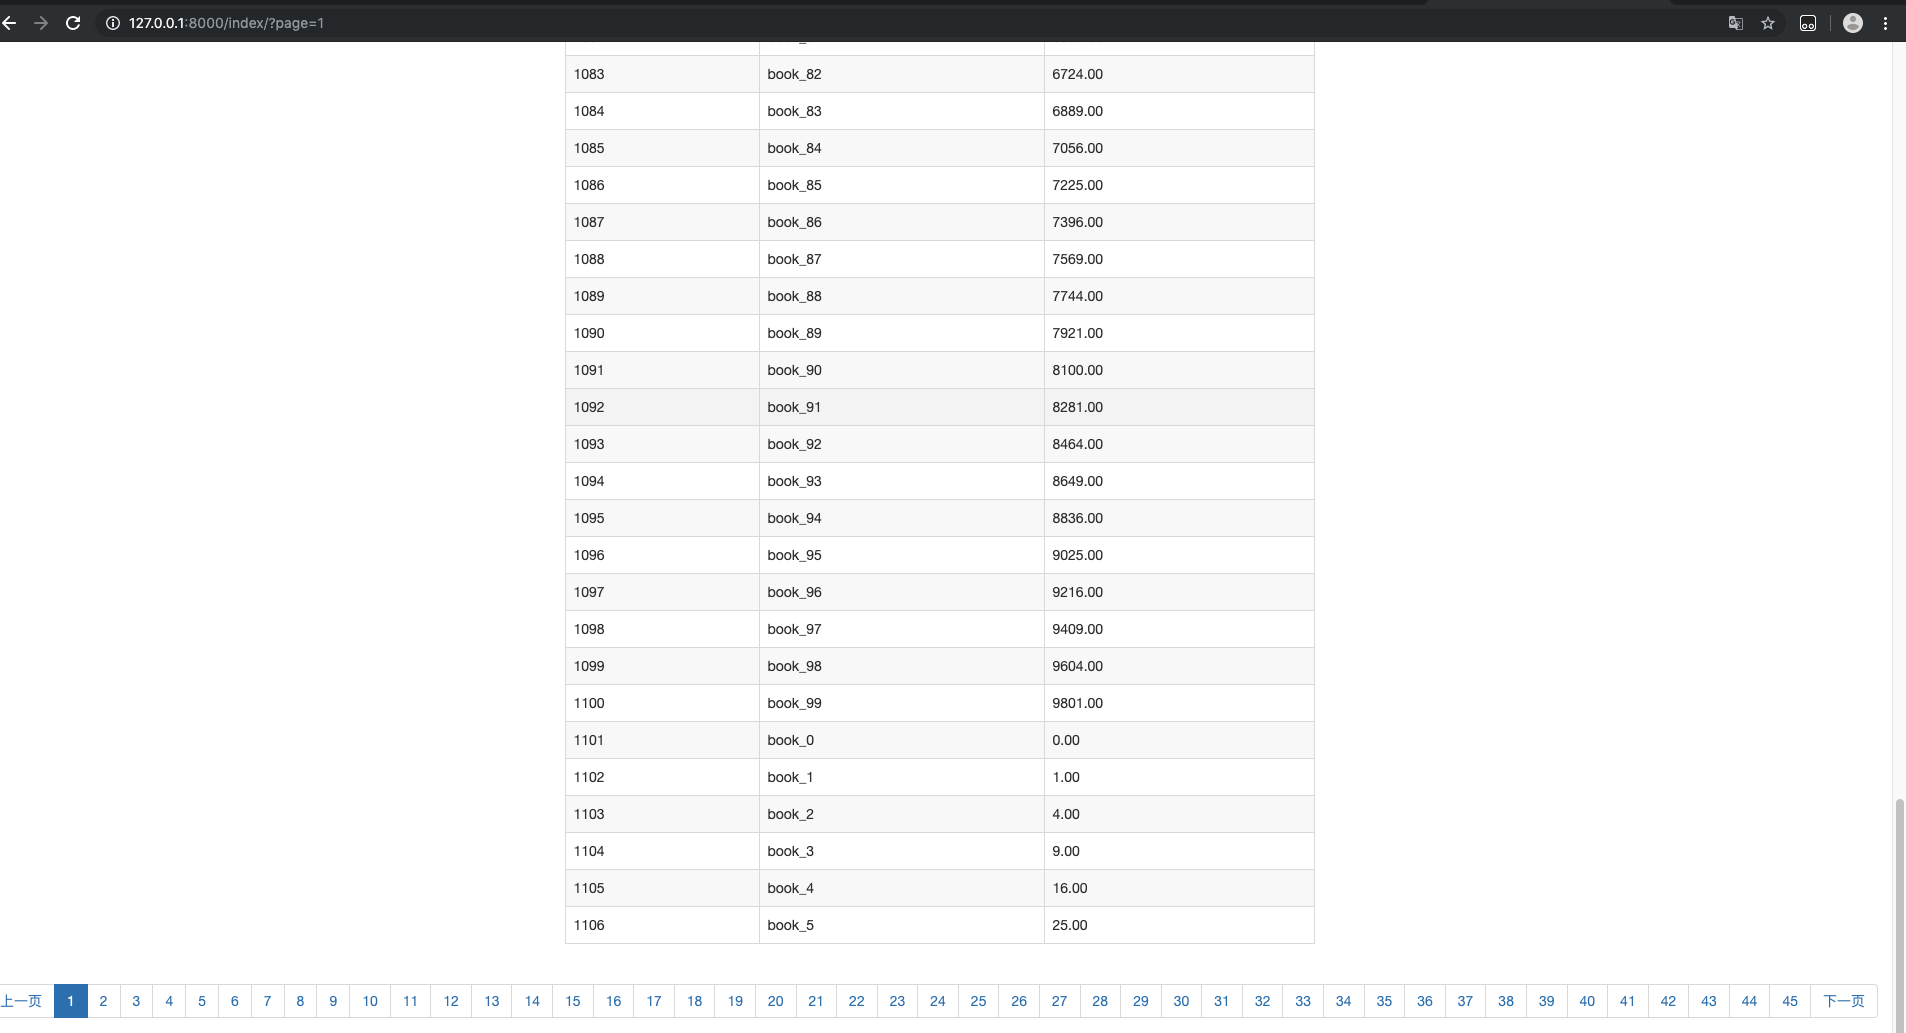 127.0.0.1:8000/index/?page=1
1083 book_82 6724.00
1084 book_83 6889.00
1085 book_84 7056.00
1086 book_85 7225.00
1087 book_86 7396.00
1088 book_87 7569.00
1089 book_88 7744.00
1090 book_89 7921.00
1091 book_90 8100.00
1092 book_91 8281.00
1093 book_92 8464.00
1094 book_93 8649.00
1095 book_94 8836.00
1096 book_95 9025.00
1097 book_96 9216.00
1098 book_97 9409.00
1099 book_98 9604.00
1100 book_99 9801.00
1101 book_0 0.00
1102 book_1 1.00
1103 book_2 4.00
1104 book_3 9.00
1105 book_4 16.00
1106 book_5 25.00
上一页 1 2 3 4 5 6 7 8 9 10 11 12 13 14 15 16 17 18 19 20 21 22 23 24 25 26 27 28 29 30 31 32 33 34 35 36 37 38 39 40 41 42 43 44 45 下一页